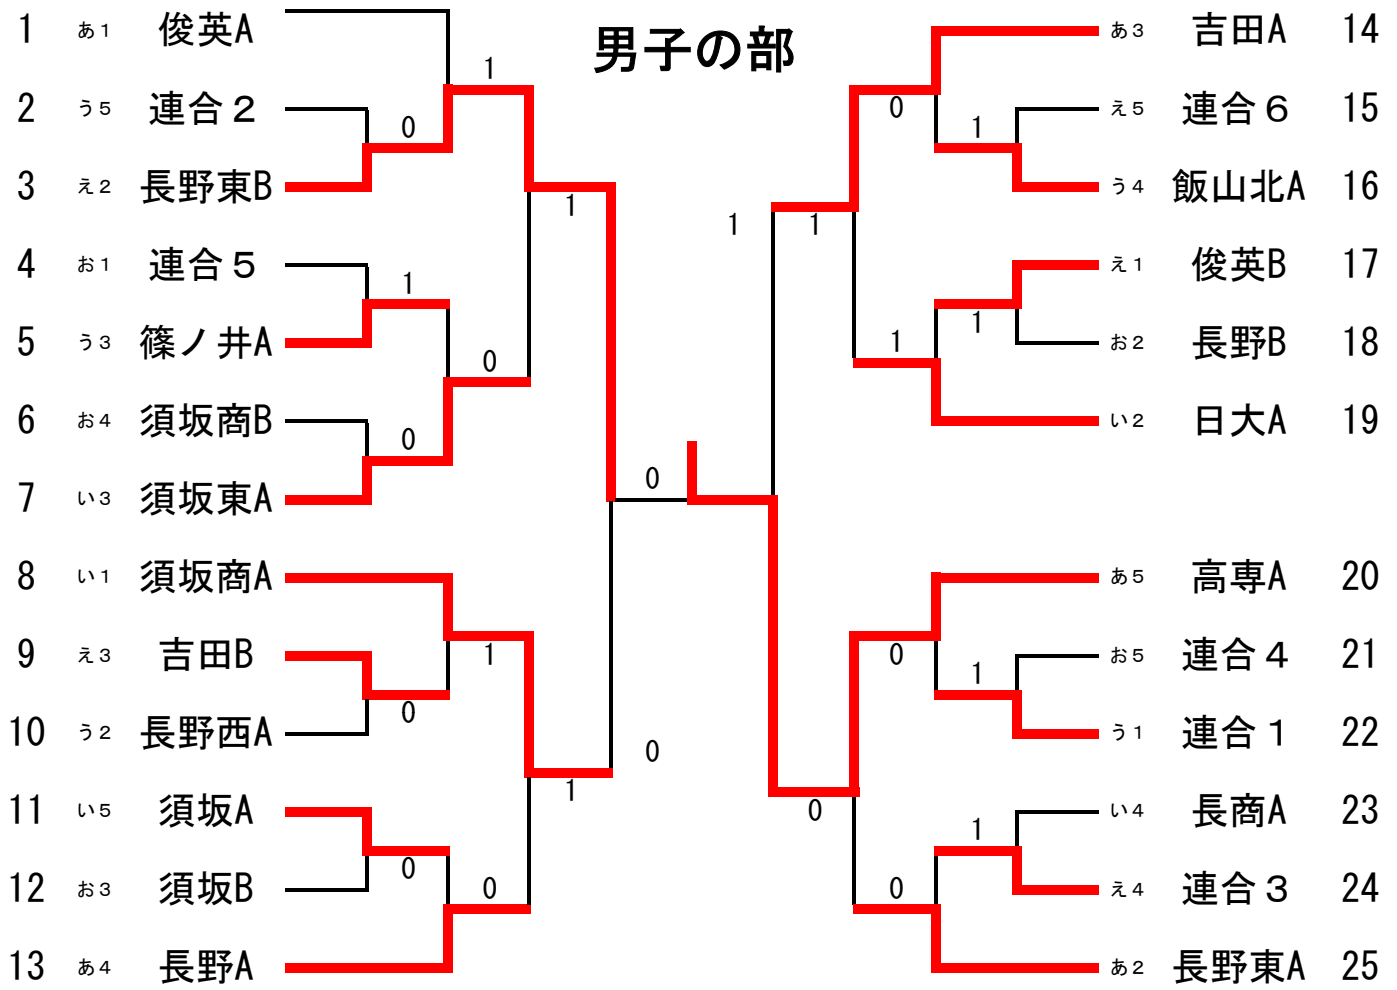 男子の部
1 あ1 俊英A
2 う5 連合２
3 え2 長野東B
4 お1 連合５
5 う3 篠ノ井A
6 お4 須坂商B
7 い3 須坂東A
8 い1 須坂商A
9 え3 吉田B
10 う2 長野西A
11 い5 須坂A
12 お3 須坂B
13 あ4 長野A
1
0
1
1
0
0
0
1
0
1
0
0
0
1
0
1
1
1
1
0
1
0
1
0
あ3 吉田A 14
え5 連合６ 15
う4 飯山北A 16
え1 俊英B 17
お2 長野B 18
い2 日大A 19
あ5 高専A 20
お5 連合４ 21
う1 連合１ 22
い4 長商A 23
え4 連合３ 24
あ2 長野東A 25